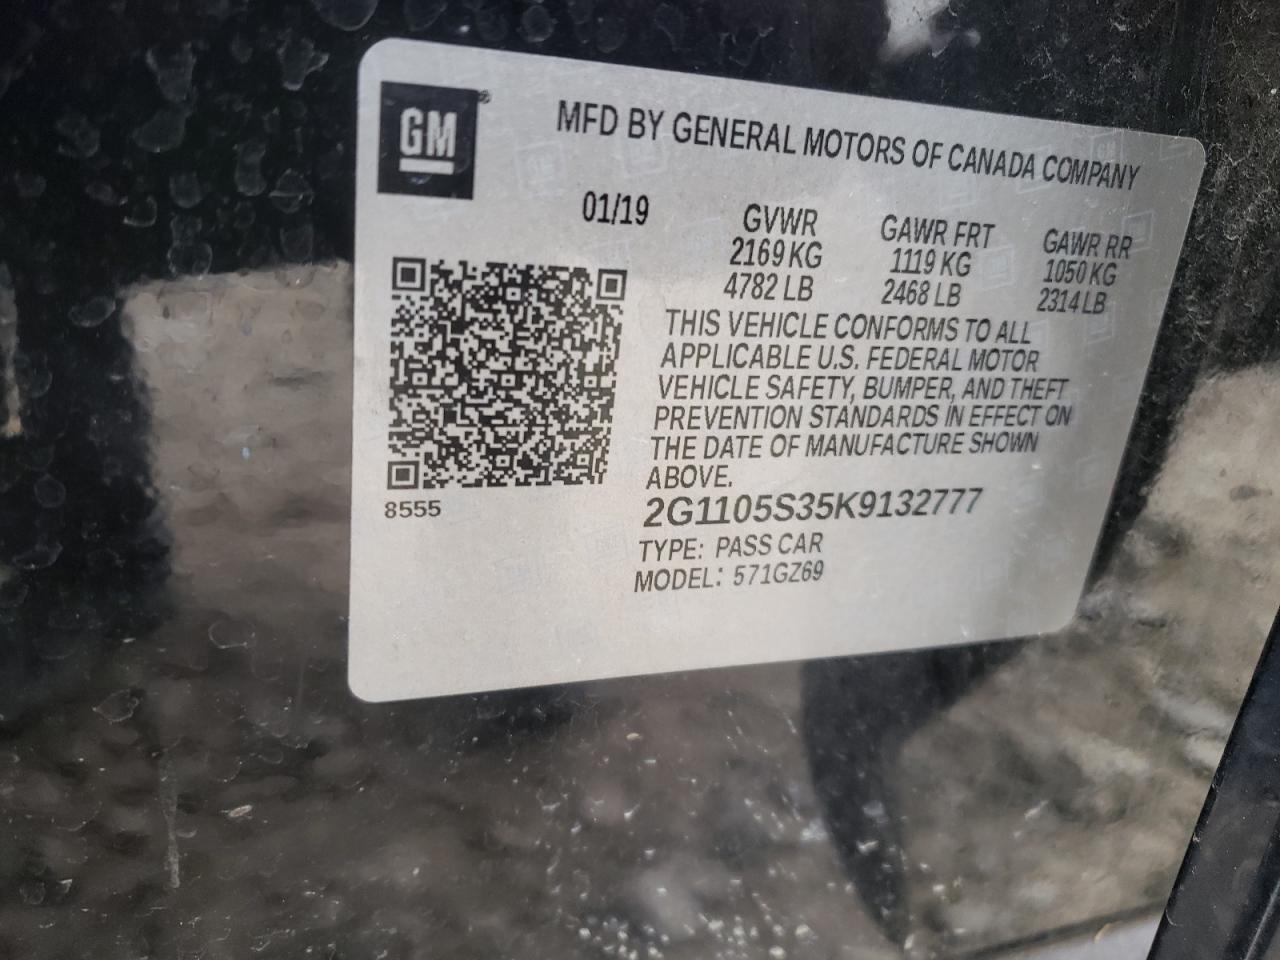 GM®
MFD BY GENERAL MOTORS OF CANADA COMPANY
01/19
GVWR
2169 KG
4782 LB
GAWR FRT
1119 KG
2468 LB
GAWR RR
1050 KG
2314 LB
THIS VEHICLE CONFORMS TO ALL
APPLICABLE U.S. FEDERAL MOTOR
VEHICLE SAFETY, BUMPER, AND THEFT
PREVENTION STANDARDS IN EFFECT ON
THE DATE OF MANUFACTURE SHOWN
ABOVE.
2G1105S35K9132777
TYPE: PASS CAR
MODEL: 571GZ69
8555